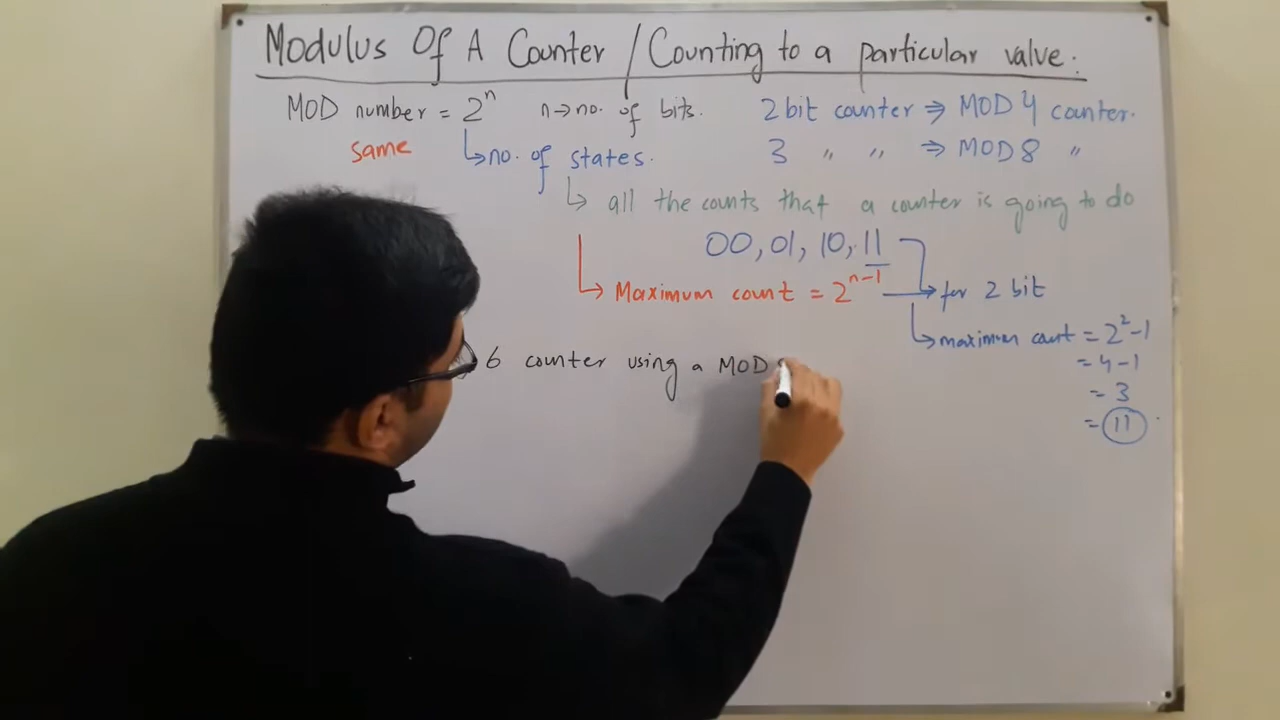 Modulus Of A Counter / Counting to a particular valve:
MOD number = 2^n n→no. of bits. 2 bit counter ⇒ MOD 4 counter.
same ↳no. of states. 3 〃 〃 ⇒ MOD 8 〃
↳ all the counts that a counter is going to do
00, 01, 10, 11
↳ Maximum count = 2^n-1 → for 2 bit
↳ maximum count = 2^2-1
6 counter using a MOD = 4-1
= 3
= 11